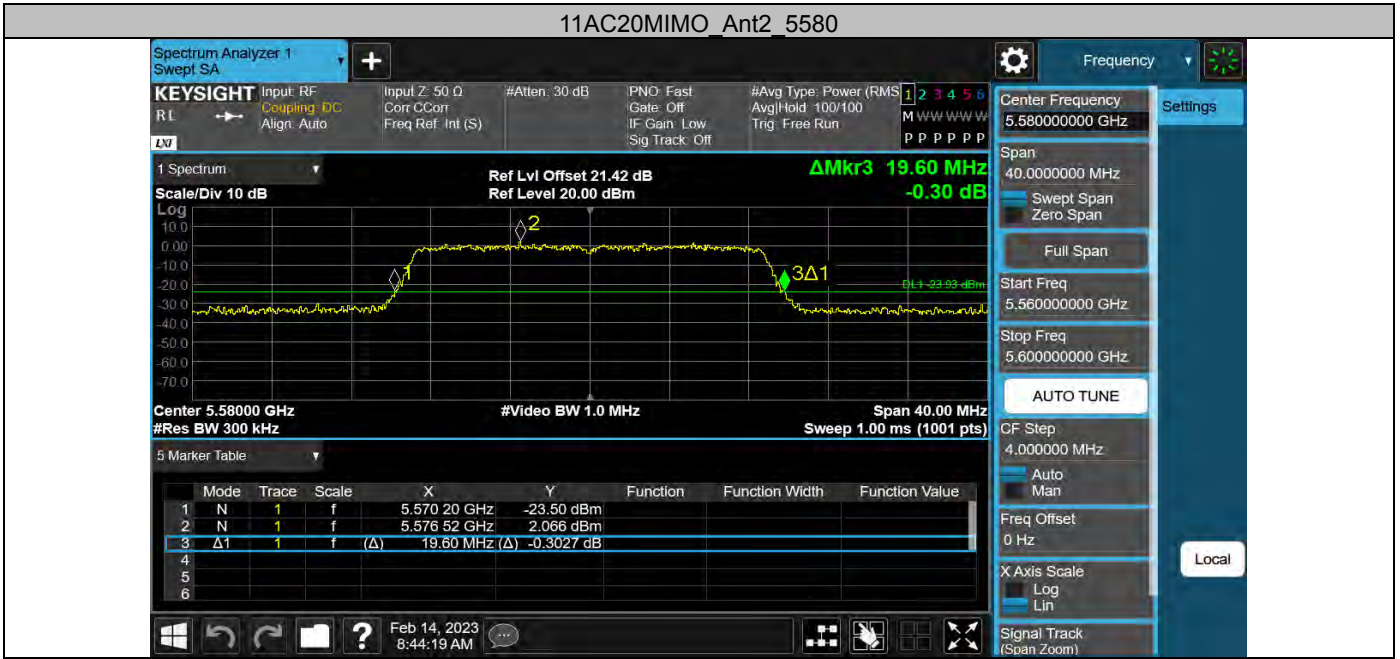 11AC20MIMO_Ant2_5580
Spectrum Analyzer 1
Swept SA
+
Frequency
KEYSIGHT
RL
LXI
Input: RF
Coupling: DC
Align: Auto
Input Z: 50 Ω
Corr CCorr
Freq Ref: Int (S)
#Atten: 30 dB
PNO: Fast
Gate: Off
IF Gain: Low
Sig Track: Off
#Avg Type: Power (RMS
Avg|Hold: 100/100
Trig: Free Run
1 2 3 4 5 6
M W W W W W
P P P P P P
Center Frequency
5.580000000 GHz
Settings
Span
40.0000000 MHz
Swept Span
Zero Span
Full Span
Start Freq
5.560000000 GHz
Stop Freq
5.600000000 GHz
AUTO TUNE
CF Step
4.000000 MHz
Auto
Man
Freq Offset
0 Hz
X Axis Scale
Log
Lin
Signal Track
(Span Zoom)
Local
1 Spectrum
Scale/Div 10 dB
Ref Lvl Offset 21.42 dB
Ref Level 20.00 dBm
ΔMkr3 19.60 MHz
-0.30 dB
Log
10.0
0.00
-10.0
-20.0
-30.0
-40.0
-50.0
-60.0
-70.0
1
2
3Δ1
DL1 -23.93 dBm
Center 5.58000 GHz
#Res BW 300 kHz
#Video BW 1.0 MHz
Span 40.00 MHz
Sweep 1.00 ms (1001 pts)
5 Marker Table
Mode Trace Scale X Y Function Function Width Function Value
1 N 1 f 5.570 20 GHz -23.50 dBm
2 N 1 f 5.576 52 GHz 2.066 dBm
3 Δ1 1 f (Δ) 19.60 MHz (Δ) -0.3027 dB
4
5
6
?
Feb 14, 2023
8:44:19 AM